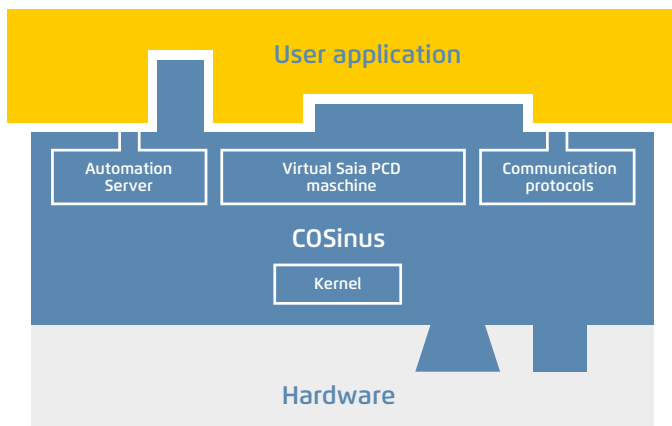 User application
Automation
Server
Virtual Saia PCD
maschine
Communication
protocols
COSinus
Kernel
Hardware